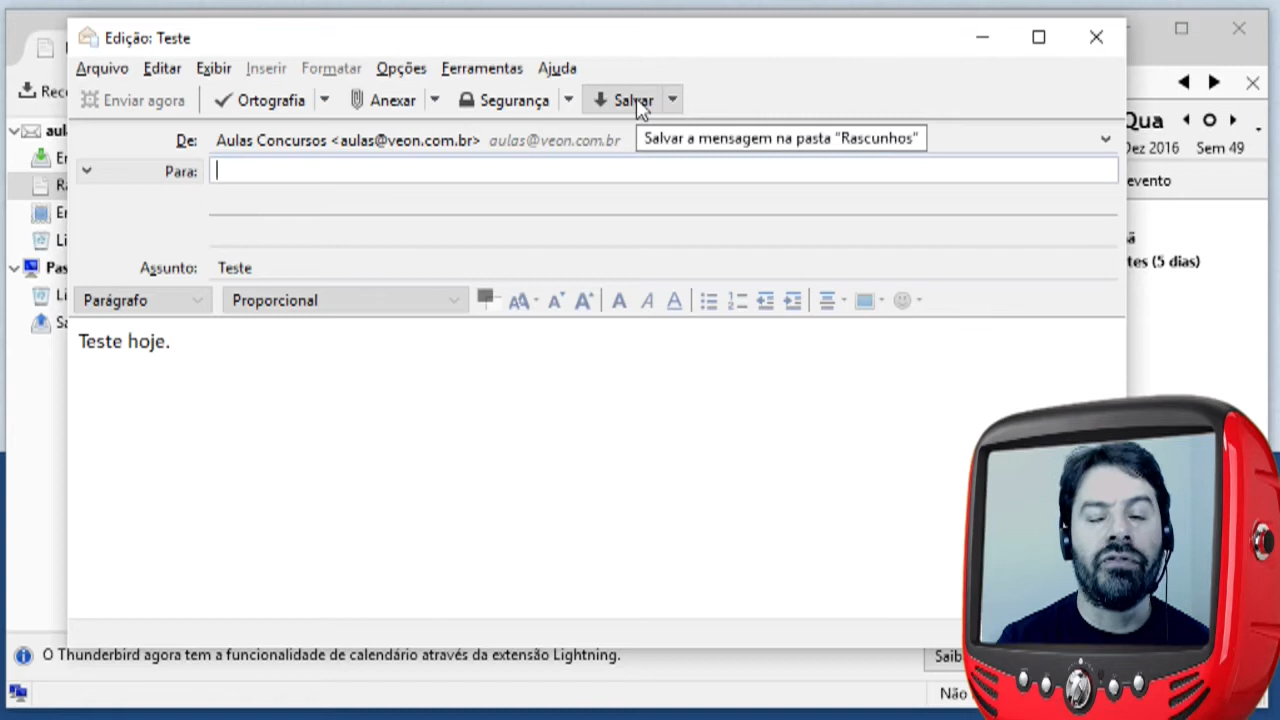 Edição: Teste
Arquivo Editar Exibir Inserir Formatar Opções Ferramentas Ajuda
Enviar agora Ortografia Anexar Segurança Salvar
De: Aulas Concursos <aulas@veon.com.br> aulas@veon.com.br
Salvar a mensagem na pasta "Rascunhos"
Para:
Assunto: Teste
Parágrafo Proporcional
Teste hoje.
Qua
Dez 2016 Sem 49
evento
tes (5 dias)
O Thunderbird agora tem a funcionalidade de calendário através da extensão Lightning.
Saib
Não